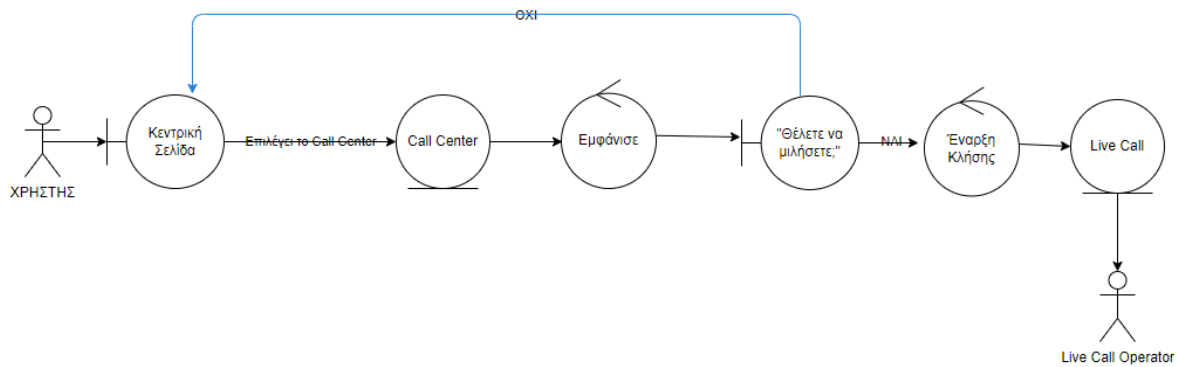 ΟΧΙ
Κεντρική
Σελίδα
Επιλέγει το Call Center
Call Center
Εμφάνισε
"Θέλετε να
μιλήσετε;"
ΝΑΙ
Έναρξη
Κλήσης
Live Call
ΧΡΗΣΤΗΣ
Live Call Operator